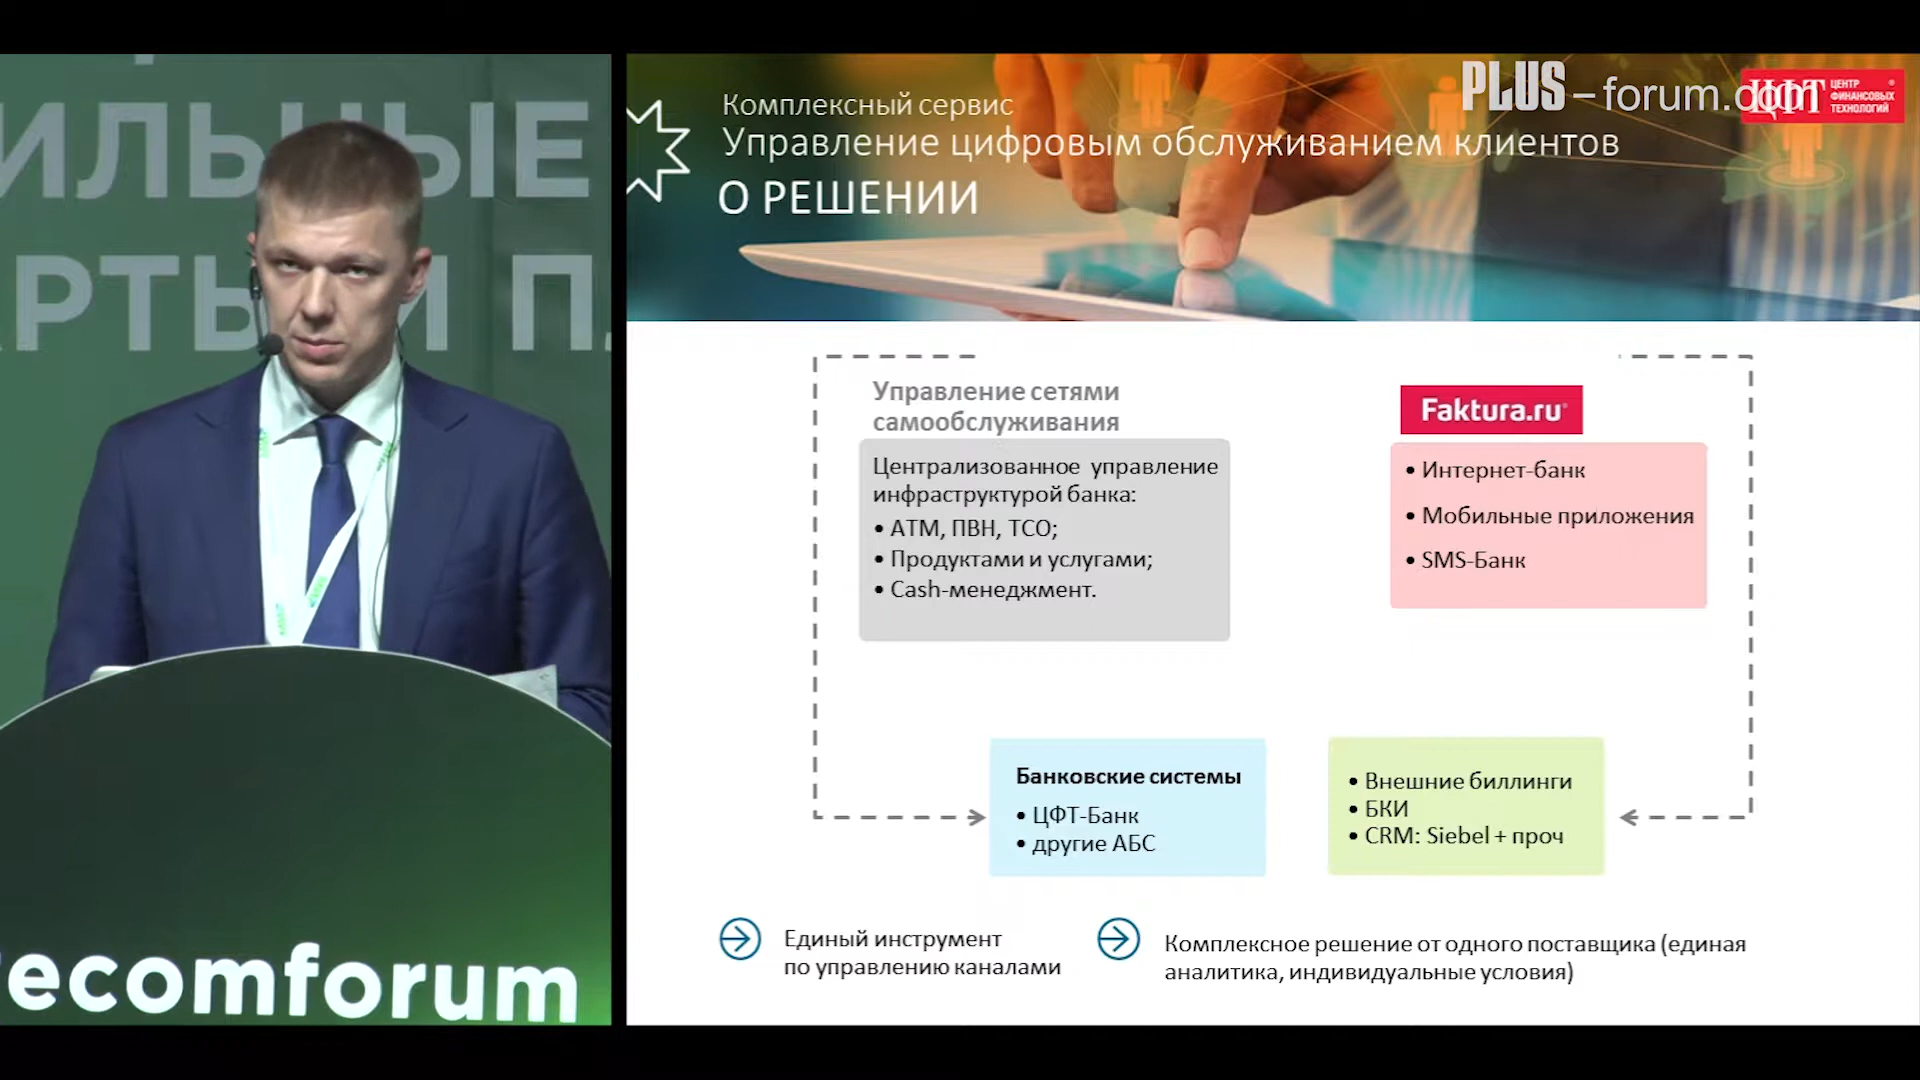 ИЛЬНЫЕ
АРТЫ И П
ecomforum
PLUS – forum.com
ЦФТ ЦЕНТР
ФИНАНСОВЫХ
ТЕХНОЛОГИЙ
Комплексный сервис
Управление цифровым обслуживанием клиентов
О РЕШЕНИИ
Управление сетями
самообслуживания
Централизованное управление
инфраструктурой банка:
• АТМ, ПВН, ТСО;
• Продуктами и услугами;
• Cash-менеджмент.
Faktura.ru
• Интернет-банк
• Мобильные приложения
• SMS-Банк
Банковские системы
• ЦФТ-Банк
• другие АБС
• Внешние биллинги
• БКИ
• CRM: Siebel + проч
Единый инструмент
по управлению каналами
Комплексное решение от одного поставщика (единая
аналитика, индивидуальные условия)